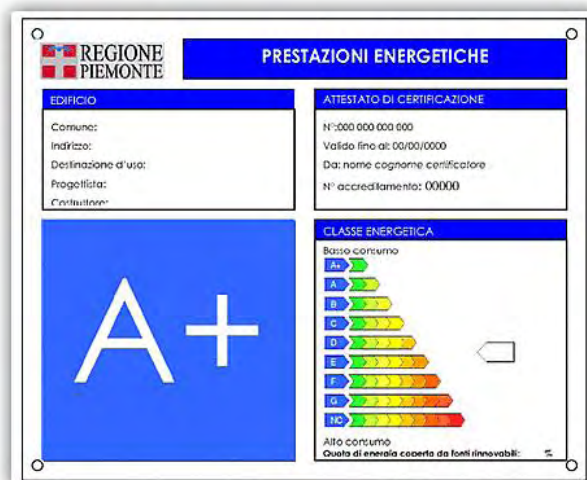 REGIONE
PIEMONTE
PRESTAZIONI ENERGETICHE
EDIFICIO
Comune:
Indirizzo:
Destinazione d'uso:
Progettista:
Costruttore:
ATTESTATO DI CERTIFICAZIONE
N°:000 000 000 000
Valido fino al: 00/00/0000
Da: nome cognome certificatore
N° accreditamento: 00000
A+
CLASSE ENERGETICA
Basso consumo
A+
A
B
C
D
E
F
G
NC
Alto consumo
Quota di energia coperta da fonti rinnovabili: %